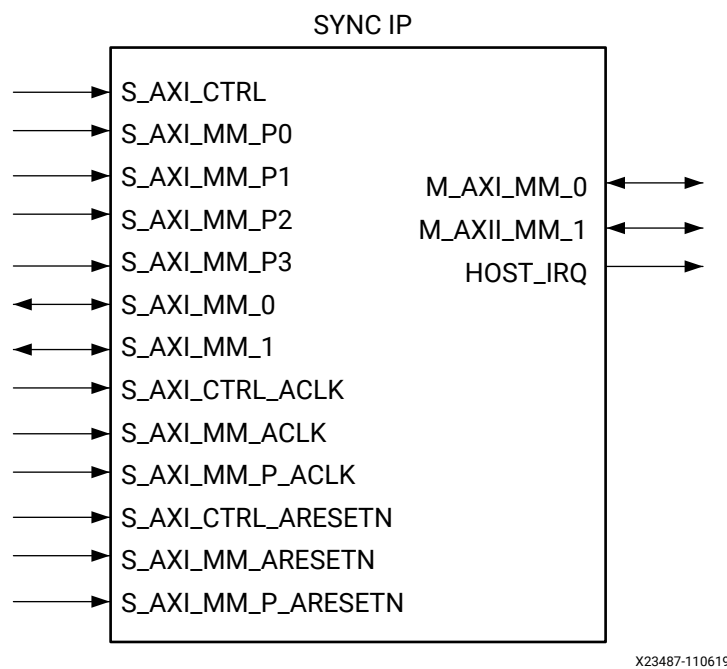 SYNC IP
S_AXI_CTRL
S_AXI_MM_P0
S_AXI_MM_P1
S_AXI_MM_P2
S_AXI_MM_P3
S_AXI_MM_0
S_AXI_MM_1
S_AXI_CTRL_ACLK
S_AXI_MM_ACLK
S_AXI_MM_P_ACLK
S_AXI_CTRL_ARESETN
S_AXI_MM_ARESETN
S_AXI_MM_P_ARESETN
M_AXI_MM_0
M_AXII_MM_1
HOST_IRQ
X23487-110619